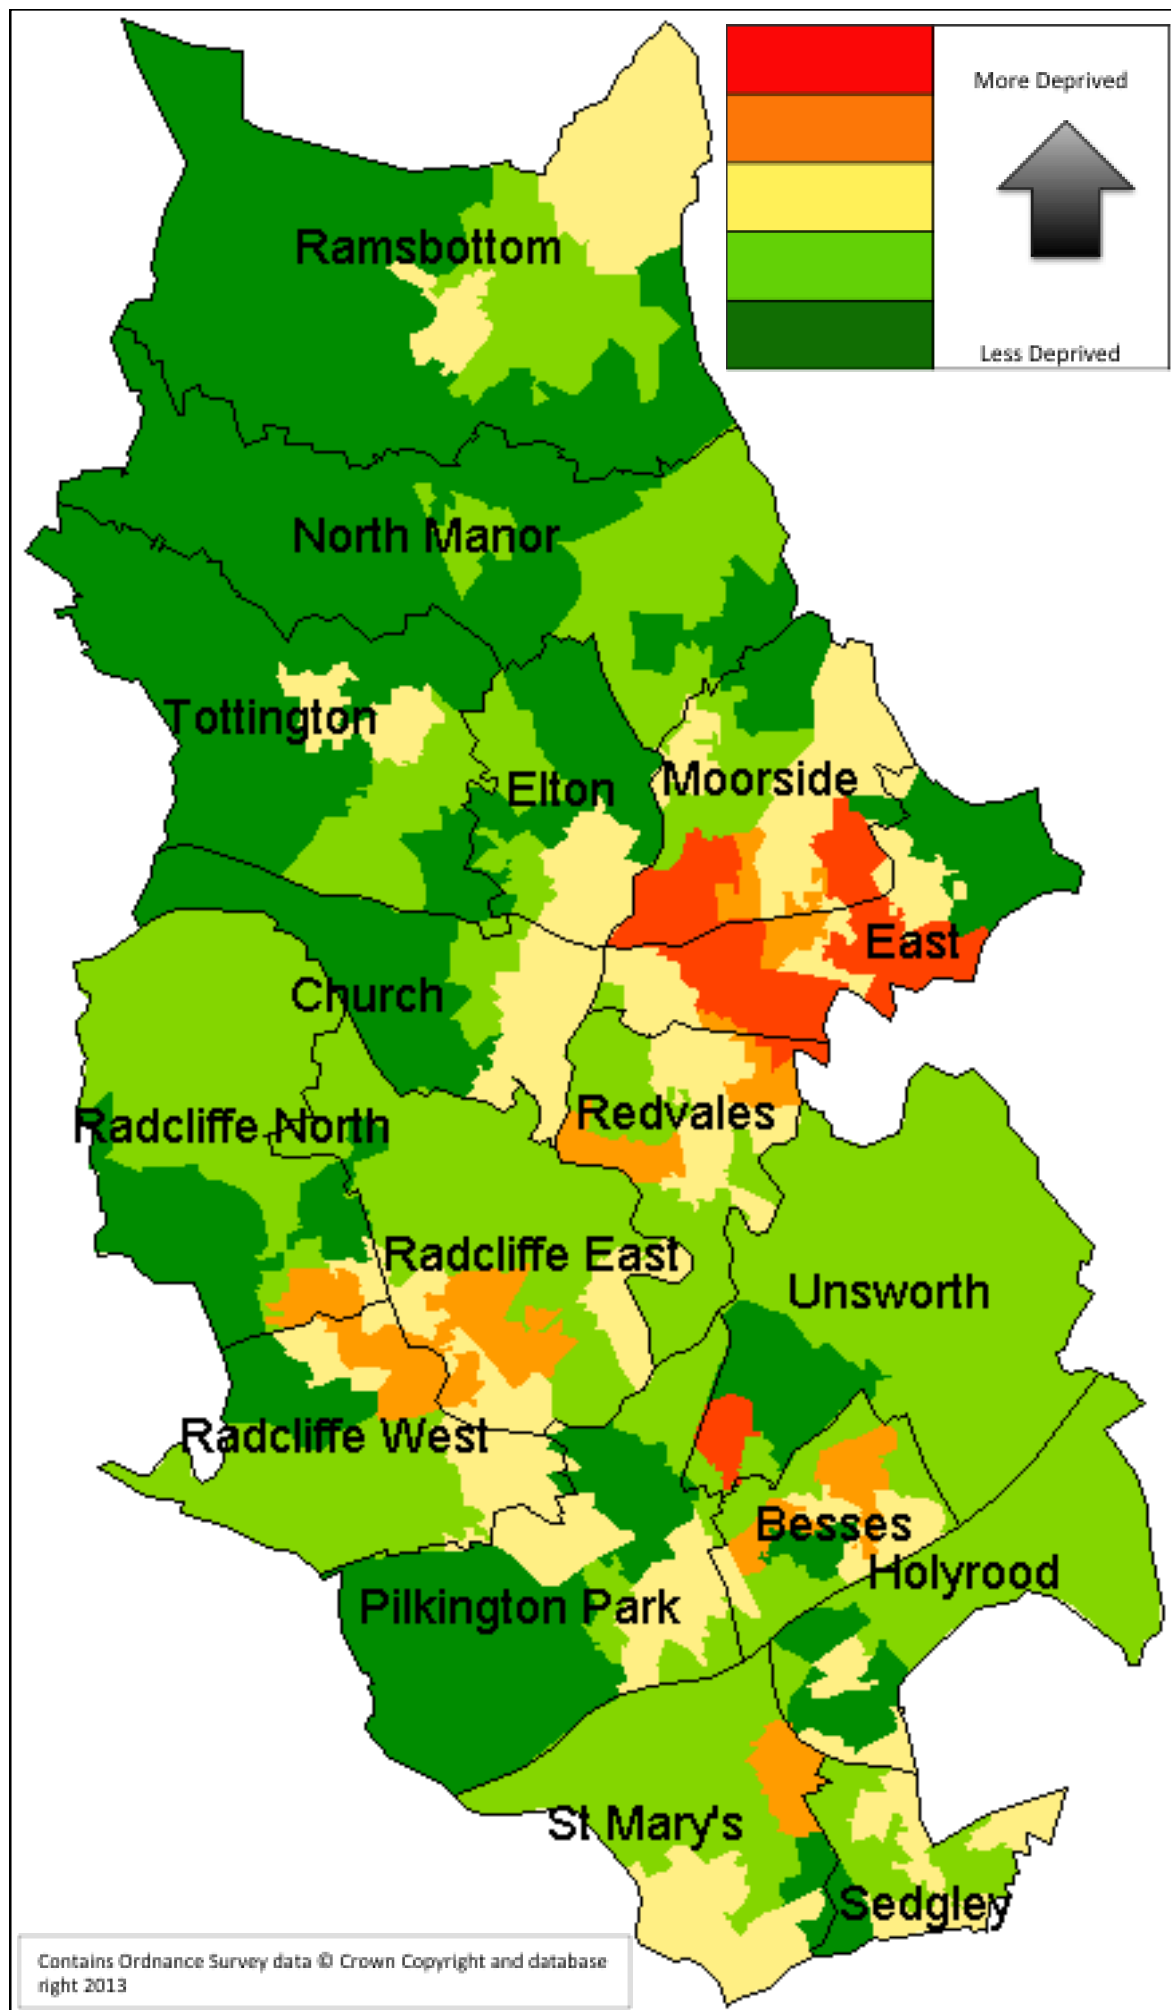 More Deprived
Less Deprived
Ramsbottom
North Manor
Tottington
Elton
Moorside
East
Church
Redvales
Radcliffe North
Radcliffe East
Unsworth
Radcliffe West
Besses
Holyrood
Pilkington Park
St Mary's
Sedgley
Contains Ordnance Survey data © Crown Copyright and database
right 2013